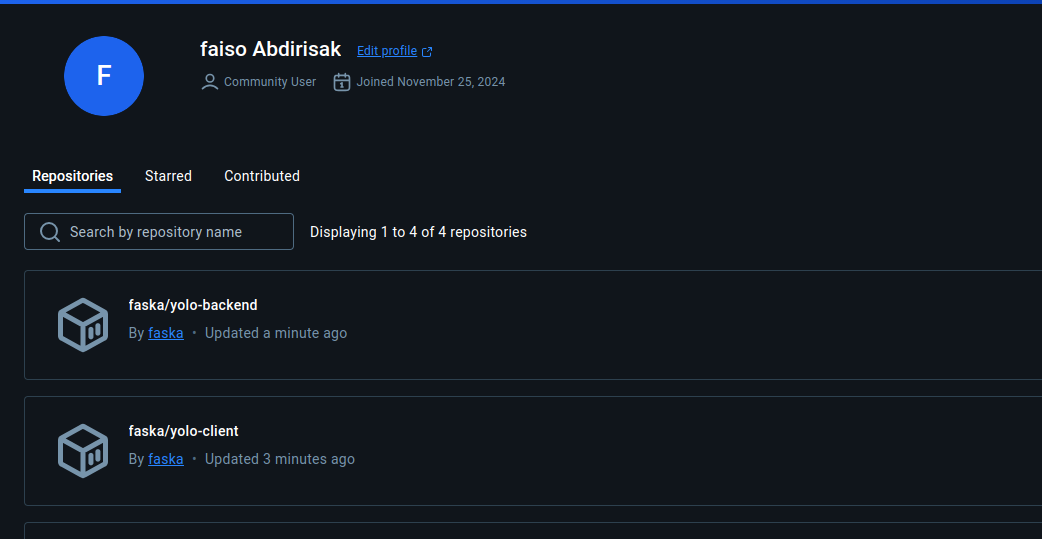 F
faiso Abdirisak Edit profile
Community User Joined November 25, 2024
Repositories Starred Contributed
Search by repository name Displaying 1 to 4 of 4 repositories
faska/yolo-backend
By faska • Updated a minute ago
faska/yolo-client
By faska • Updated 3 minutes ago